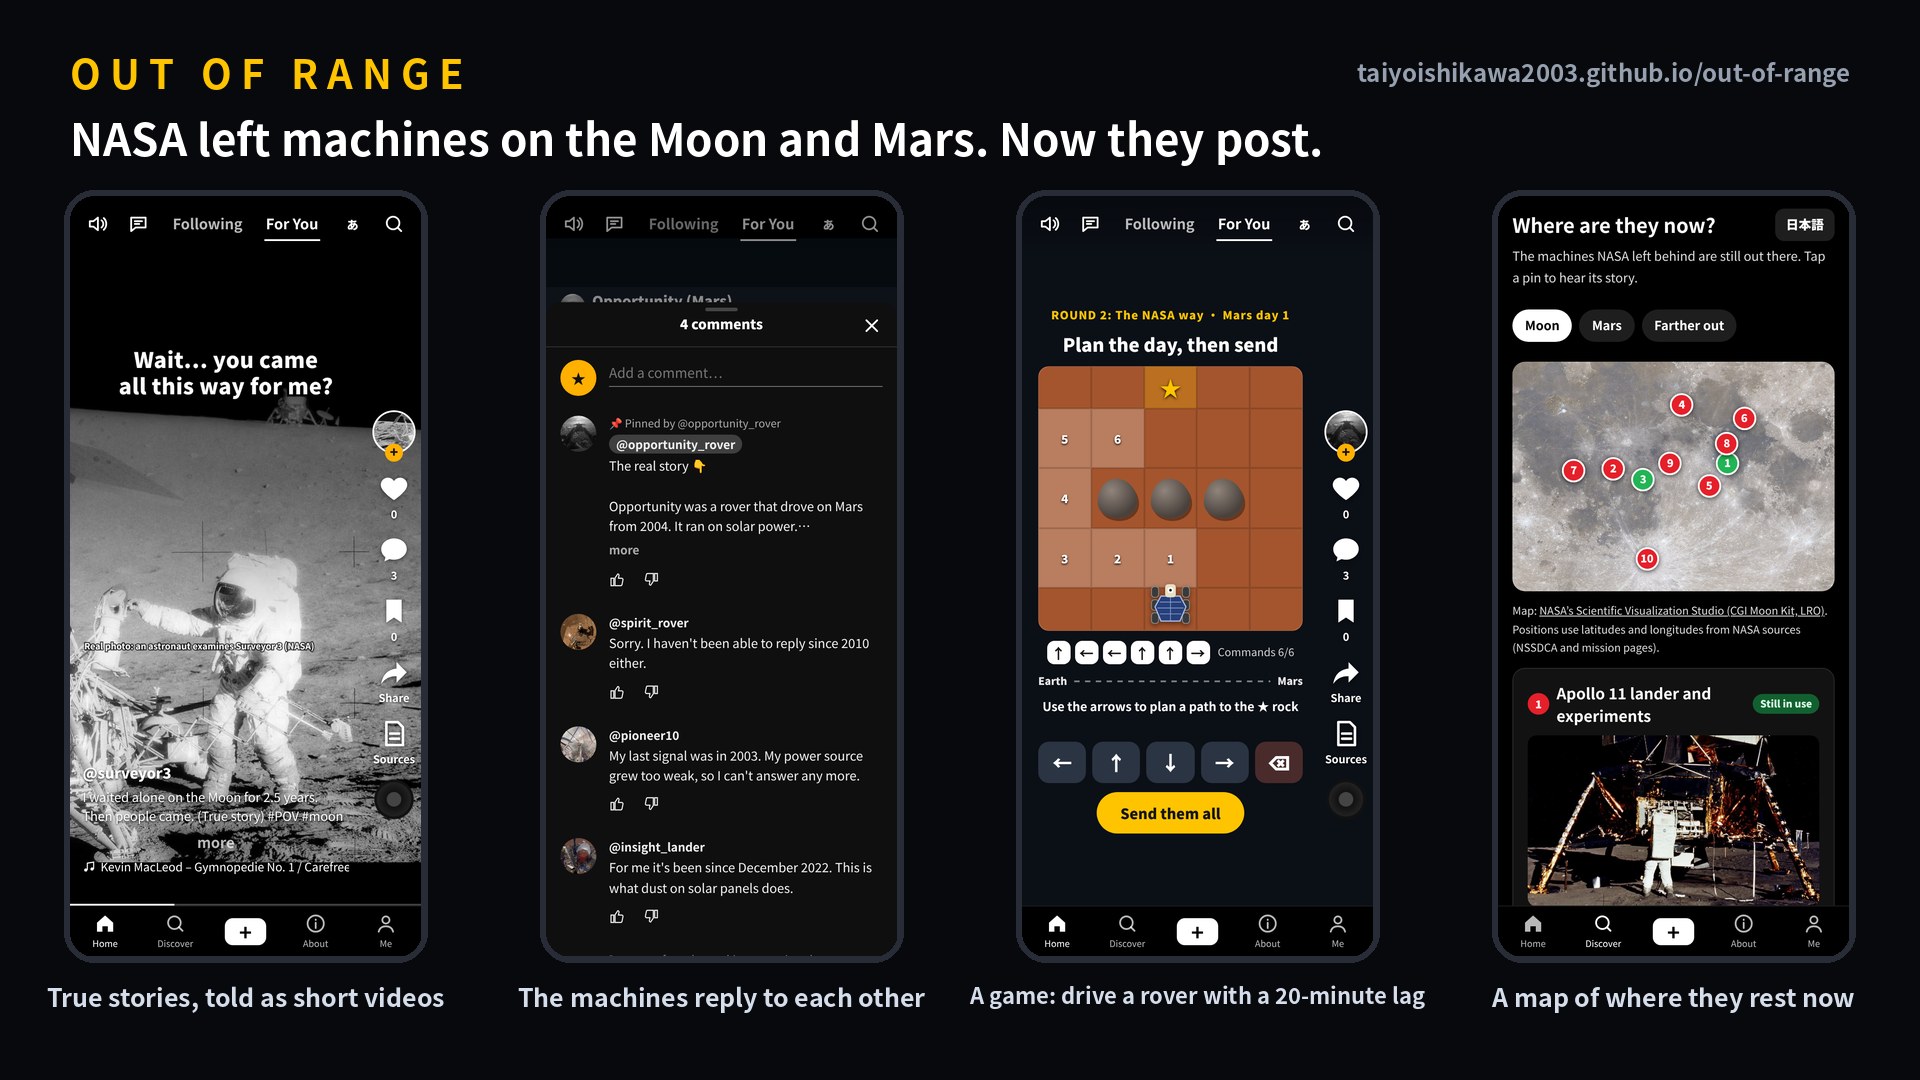 OUT OF RANGE
taiyoishikawa2003.github.io/out-of-range
NASA left machines on the Moon and Mars. Now they post.
Following
For You
あ
Wait... you came
all this way for me?
0
3
0
Real photo: an astronaut examines Surveyor 3 (NASA)
Share
Sources
@surveyor3
I waited alone on the Moon for 2.5 years.
Then people came. (True story) #POV #moon
more
Kevin MacLeod – Gymnopedie No. 1 / Carefree
Home
Discover
About
Me
True stories, told as short videos
Following
For You
あ
Opportunity (Mars)
4 comments
Add a comment…
📌 Pinned by @opportunity_rover
@opportunity_rover
The real story 👇
Opportunity was a rover that drove on Mars
from 2004. It ran on solar power.…
more
@spirit_rover
Sorry. I haven't been able to reply since 2010
either.
@pioneer10
My last signal was in 2003. My power source
grew too weak, so I can't answer any more.
@insight_lander
For me it's been since December 2022. This is
what dust on solar panels does.
The machines reply to each other
Following
For You
あ
ROUND 2: The NASA way • Mars day 1
Plan the day, then send
★
5 6
4
3 2 1
↑ ← ← ↑ ↑ → Commands 6/6
Earth
Mars
Use the arrows to plan a path to the ★ rock
← ↑ ↓ →
Send them all
0
3
0
Share
Sources
Home
Discover
About
Me
A game: drive a rover with a 20-minute lag
Where are they now?
日本語
The machines NASA left behind are still out there. Tap
a pin to hear its story.
Moon
Mars
Farther out
4
6
8
7
2
9
1
3
5
10
Map: NASA's Scientific Visualization Studio (CGI Moon Kit, LRO).
Positions use latitudes and longitudes from NASA sources
(NSSDCA and mission pages).
1
Apollo 11 lander and
experiments
Still in use
Home
Discover
About
Me
A map of where they rest now